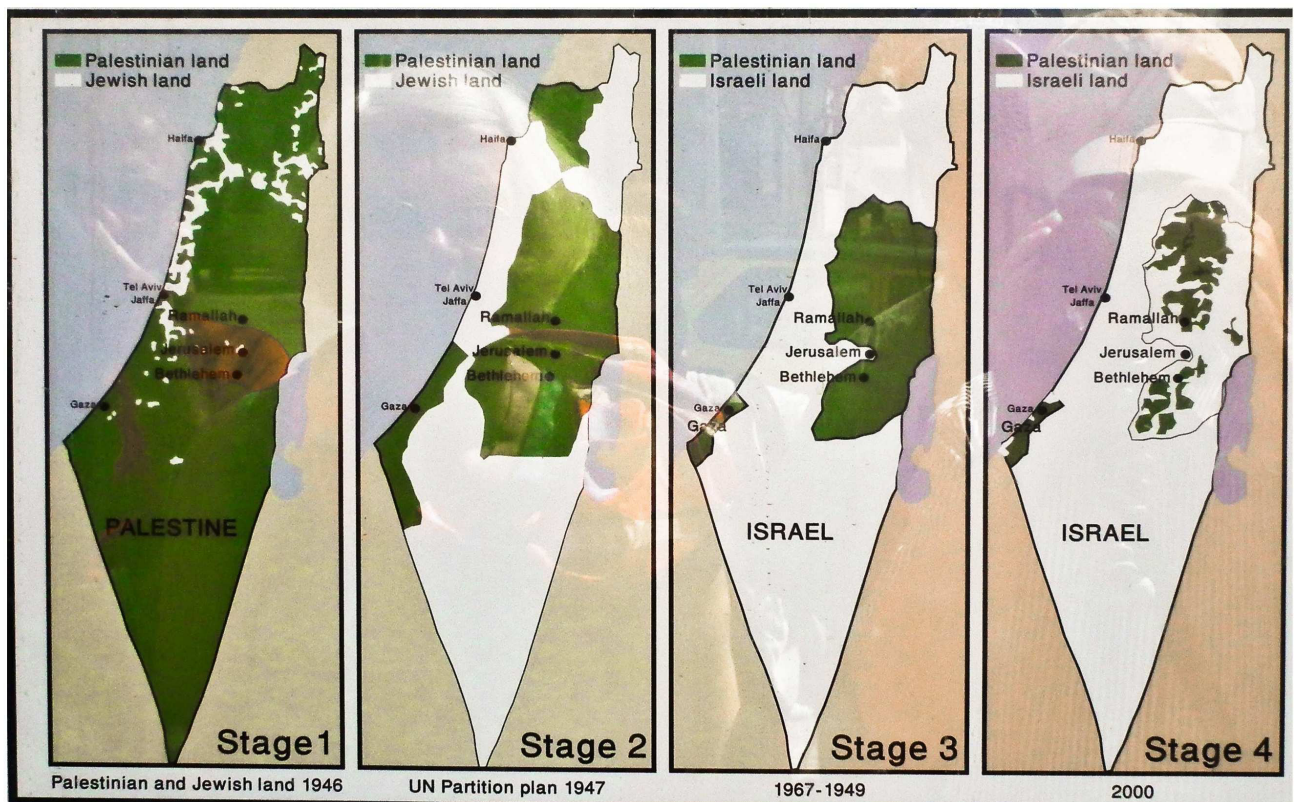 Palestinian land
Jewish land
Haifa
Tel Aviv
Jaffa
Ramallah
Jerusalem
Bethlehem
Gaza
PALESTINE
Stage1
Palestinian and Jewish land 1946
Palestinian land
Jewish land
Haifa
Tel Aviv
Jaffa
Ramallah
Jerusalem
Bethlehem
Gaza
Stage 2
UN Partition plan 1947
Palestinian land
Israeli land
Haifa
Tel Aviv
Jaffa
Ramallah
Jerusalem
Bethlehem
Gaza
Gaza
ISRAEL
Stage 3
1967-1949
Palestinian land
Israeli land
Haifa
Tel Aviv
Jaffa
Ramallah
Jerusalem
Bethlehem
Gaza
Gaza
ISRAEL
Stage 4
2000